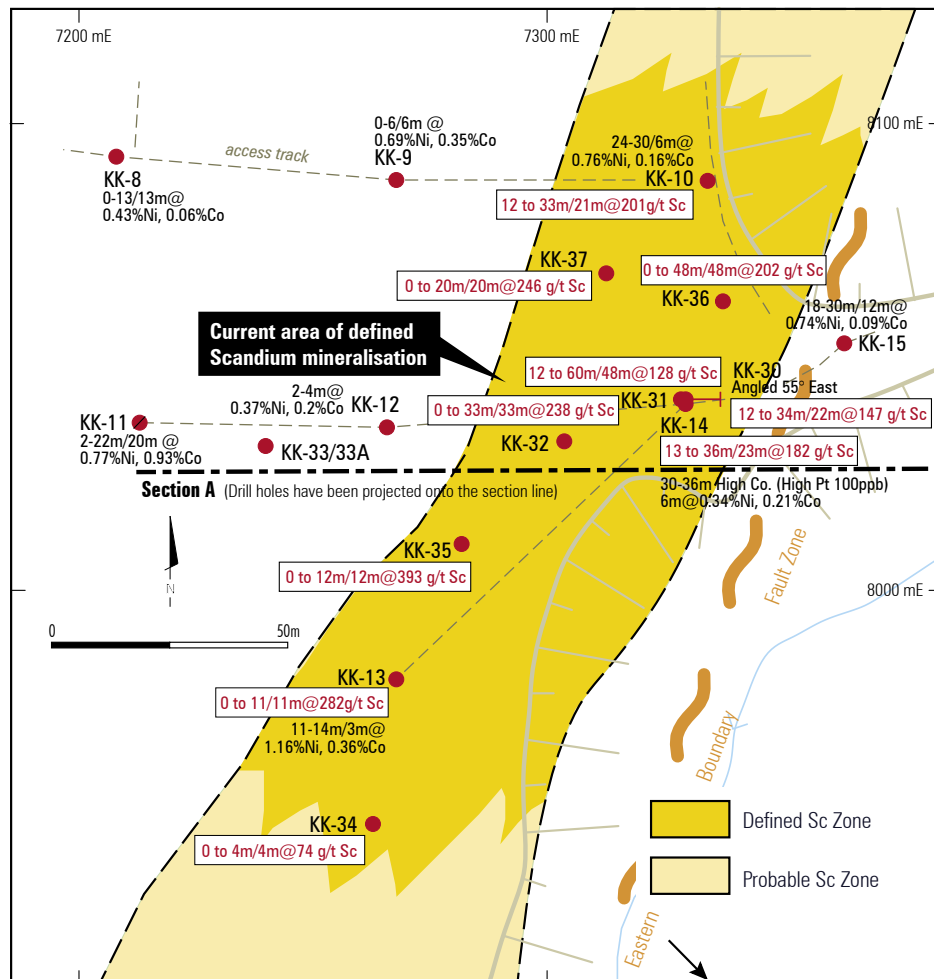 7200 mE
7300
8100 mE
0-6/6m @
0.69%Ni, 0.35%Co
KK-9
access track
KK-8
0-13/13m@
0.43%Ni, 0.06%Co
24-30/6m@
0.76%Ni, 0.16%Co
KK-10
12 to 33m/21m@201g/t Sc
KK-37
0 to 20m/20m@246 g/t Sc
0 to 48m/48m@202 g/t Sc
KK-36
18-30m/12m@
0.74%Ni, 0.09%Co
KK-15
Current area of defined
Scandium mineralisation
12 to 60m/48m@128 g/t Sc
KK-30
Angled 55° East
2-4m@
0.37%Ni, 0.2%Co
KK-12
KK-31
0 to 33m/33m@238 g/t Sc
KK-14
12 to 34m/22m@147 g/t Sc
KK-11
2-22m/20m @
0.77%Ni, 0.93%Co
KK-33/33A
KK-32
13 to 36m/23m@182 g/t Sc
Section A (Drill holes have been projected onto the section line)
30-36m High Co. (High Pt 100ppb)
6m@0.34%Ni, 0.21%Co
KK-35
0 to 12m/12m@393 g/t Sc
N
8000 mE
0
50m
KK-13
0 to 11/11m@282g/t Sc
11-14m/3m@
1.16%Ni, 0.36%Co
KK-34
0 to 4m/4m@74 g/t Sc
Eastern
Boundary
Fault Zone
Defined Sc Zone
Probable Sc Zone